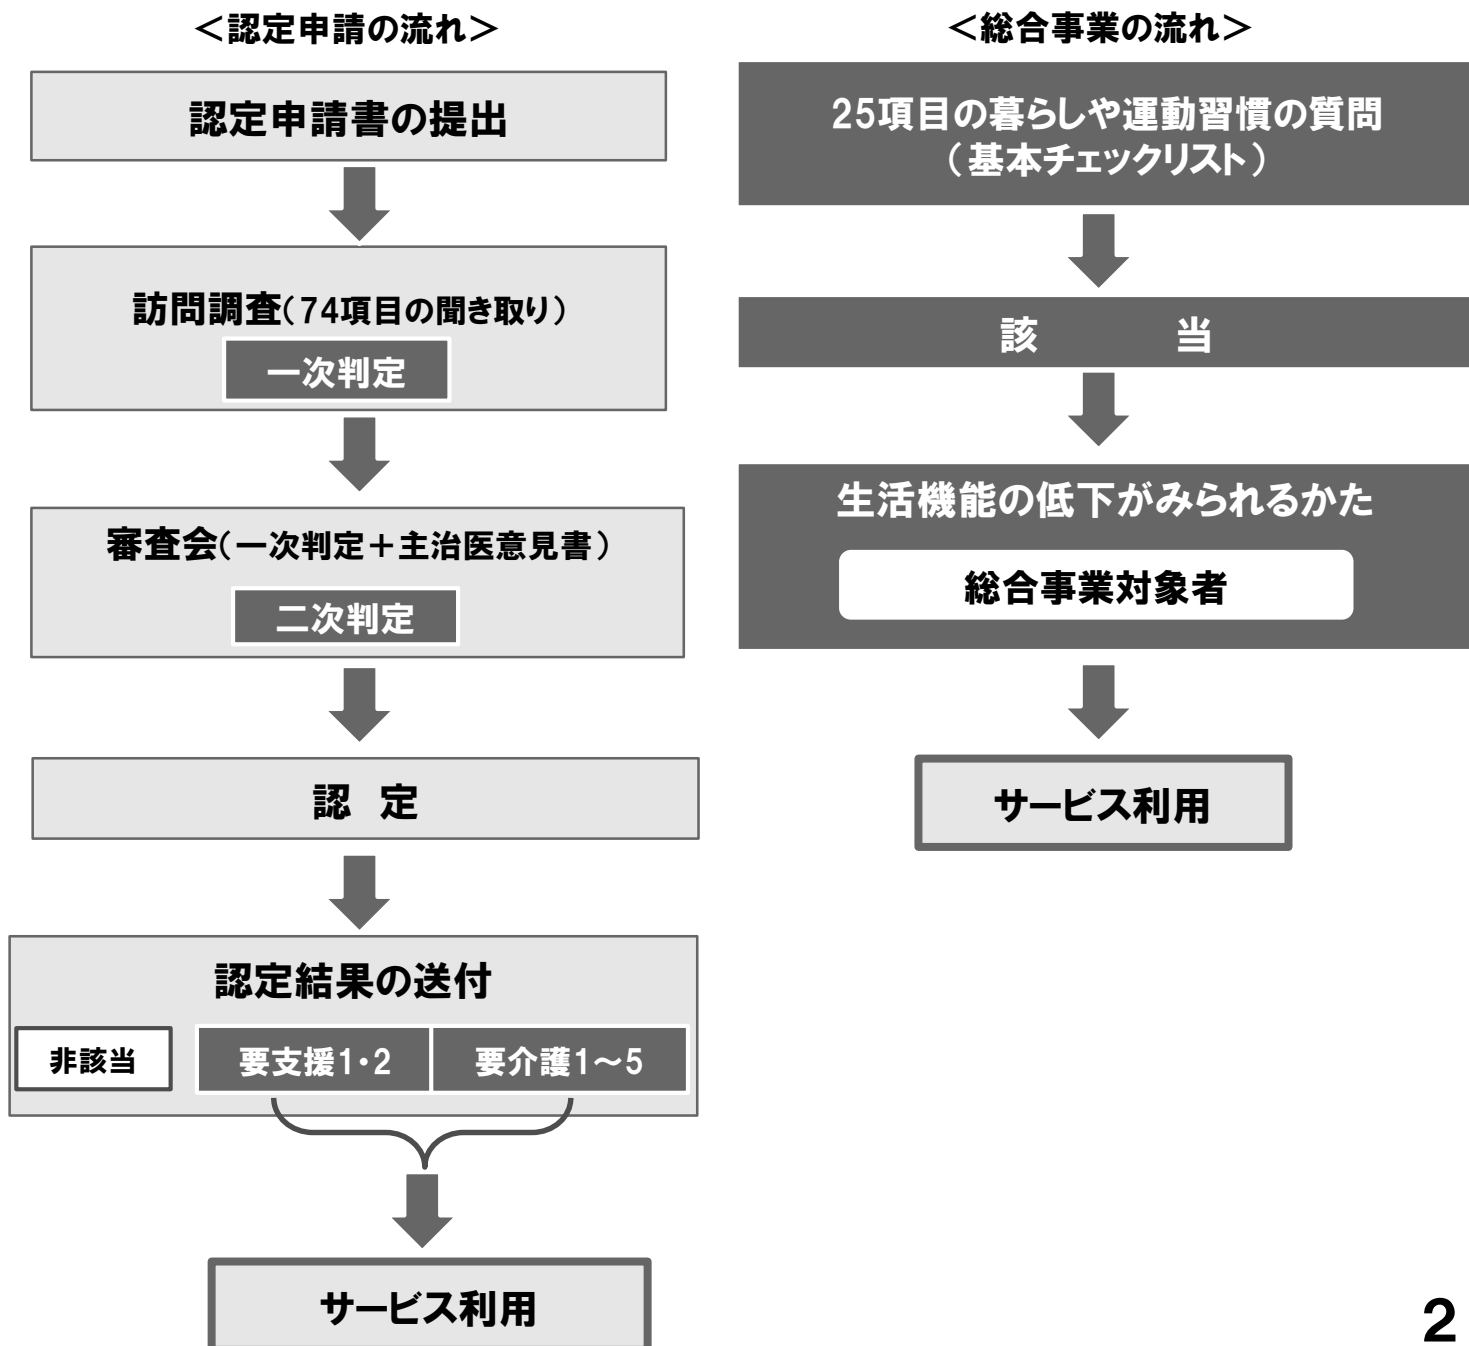 ＜認定申請の流れ＞
認定申請書の提出
訪問調査（74項目の聞き取り）
一次判定
審査会（一次判定＋主治医意見書）
二次判定
認 定
認定結果の送付
非該当
要支援1・2
要介護1～5
サービス利用
＜総合事業の流れ＞
25項目の暮らしや運動習慣の質問
（基本チェックリスト）
該 当
生活機能の低下がみられるかた
総合事業対象者
サービス利用
2